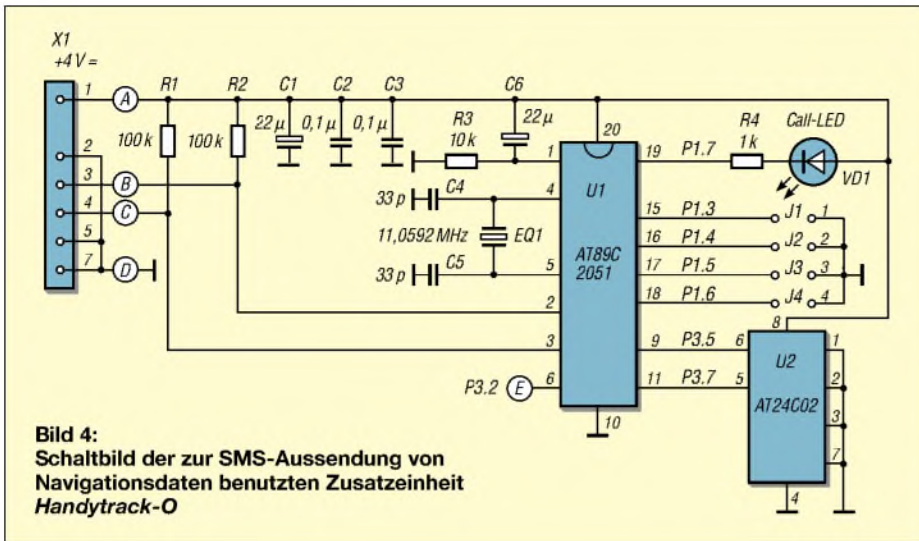 X1
+4 V =
1
2
3
4
5
7
A
B
C
D
R1
100 k
R2
100 k
C1
22 µ
C2
0,1 µ
C3
0,1 µ
C6
22 µ
R3
10 k
33 p
C4
11,0592 MHz
EQ1
33 p
C5
P3.2
E
20
1
4
5
2
3
6
U1
AT89C
2051
10
19
P1.7
15
P1.3
16
P1.4
17
P1.5
18
P1.6
9
P3.5
11
P3.7
R4
1 k
Call-LED
VD1
J1
1
J2
2
J3
3
J4
4
8
6
5
U2
AT24C02
1
2
3
7
4
Bild 4:
Schaltbild der zur SMS-Aussendung von
Navigationsdaten benutzten Zusatzeinheit
Handytrack-O